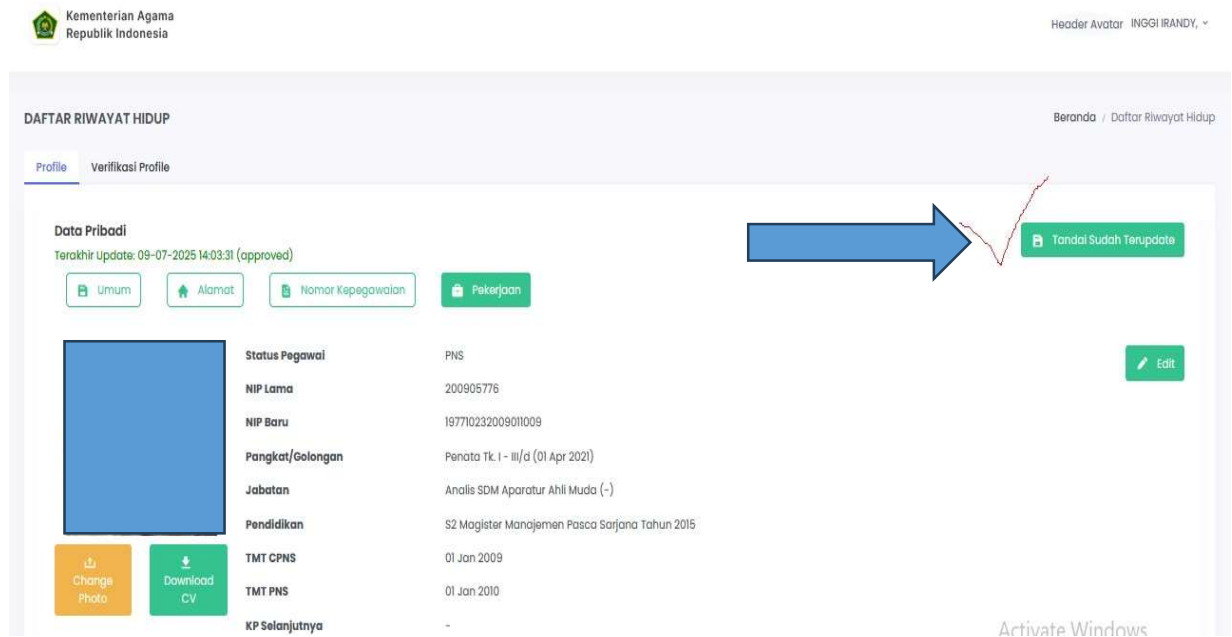 Kementerian Agama
Republik Indonesia
Header Avatar INGGI IRANDY,
DAFTAR RIWAYAT HIDUP
Beranda / Daftar Riwayat Hidup
Profile Verifikasi Profile
Data Pribadi
Tandai Sudah Terupdate
Terakhir Update: 09-07-2025 14:03:31 (approved)
Umum Alamat Nomor Kepegawaian Pekerjaan
Status Pegawai PNS
Edit
NIP Lama 200905776
NIP Baru 197710232009011009
Pangkat/Golongan Penata Tk. I - III/d (01 Apr 2021)
Jabatan Analis SDM Aparatur Ahli Muda (-)
Pendidikan S2 Magister Manajemen Pasca Sarjana Tahun 2015
Change Photo
Download CV
TMT CPNS 01 Jan 2009
TMT PNS 01 Jan 2010
KP Selanjutnya -
Activate Windows